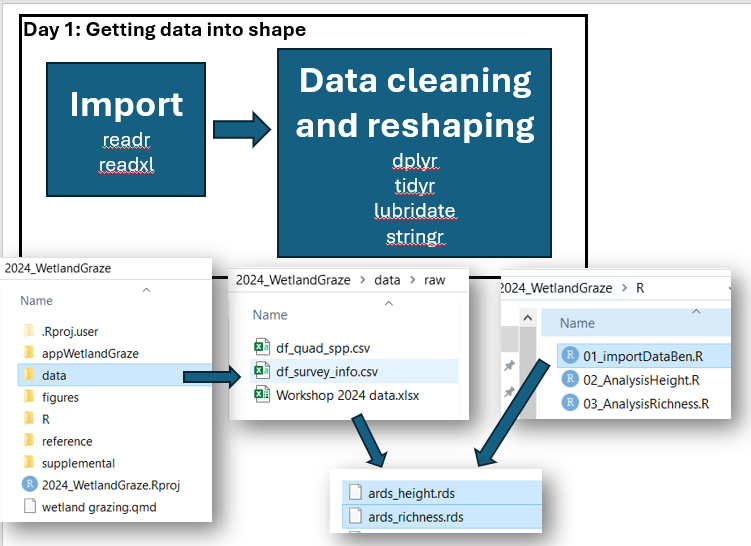 Day 1: Getting data into shape
Import
readr
readxl
Data cleaning
and reshaping
dplyr
tidyr
lubridate
stringr
2024_WetlandGraze
Name
.Rproj.user
appWetlandGraze
data
figures
R
reference
supplemental
2024_WetlandGraze.Rproj
wetland grazing.qmd
2024_WetlandGraze > data > raw
Name
df_quad_spp.csv
df_survey_info.csv
Workshop 2024 data.xlsx
2024_WetlandGraze > R
Name
01_importDataBen.R
02_AnalysisHeight.R
03_AnalysisRichness.R
ards_height.rds
ards_richness.rds